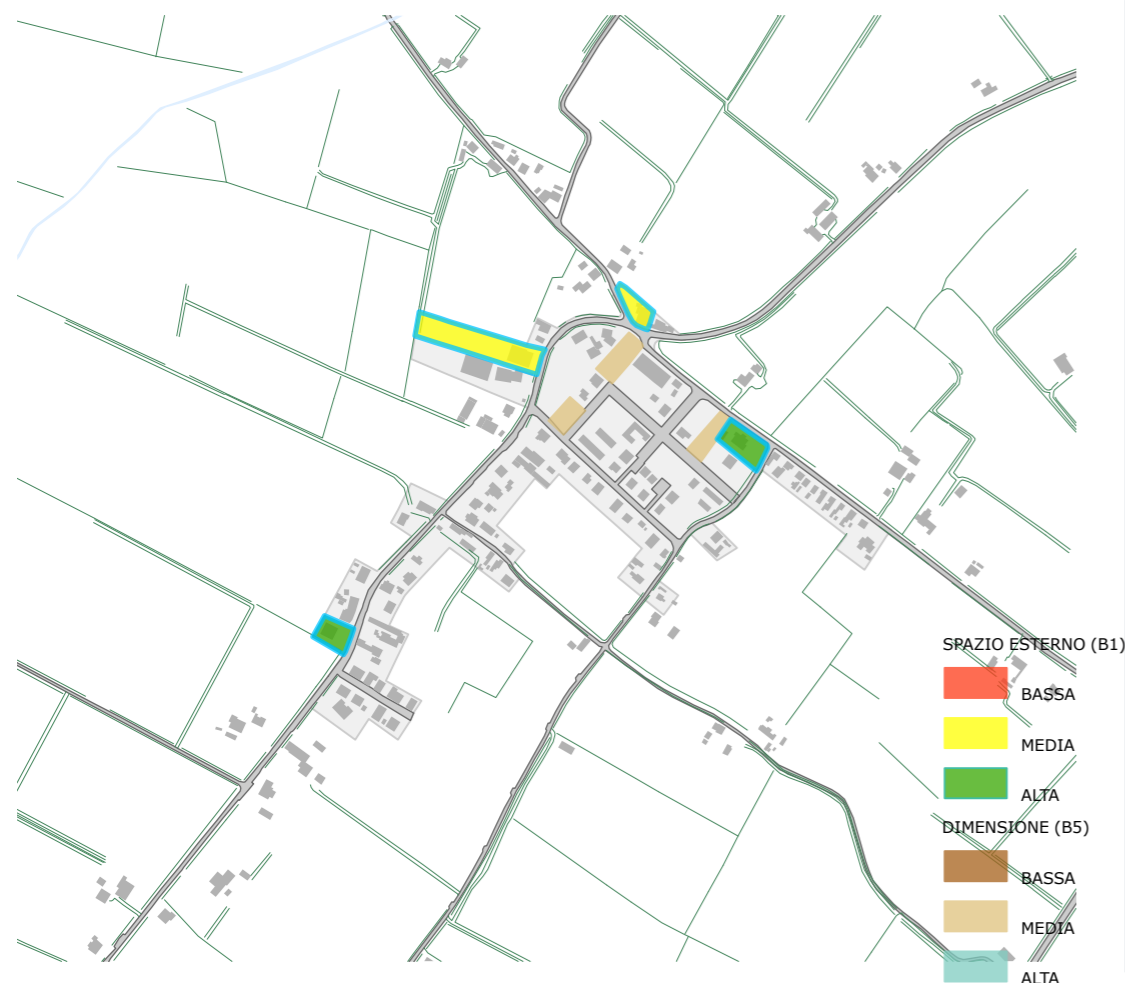 SPAZIO ESTERNO (B1)
BASSA
MEDIA
ALTA
DIMENSIONE (B5)
BASSA
MEDIA
ALTA